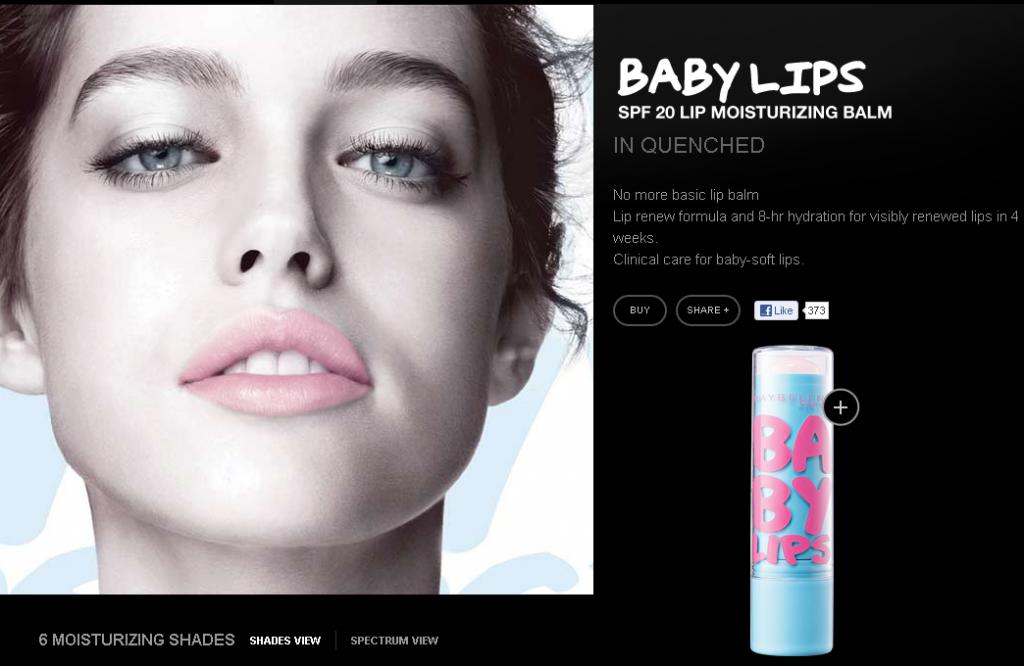 BABY LIPS
SPF 20 LIP MOISTURIZING BALM
IN QUENCHED
No more basic lip balm
Lip renew formula and 8-hr hydration for visibly renewed lips in 4
weeks.
Clinical care for baby-soft lips.
BUY
SHARE +
Like
373
MAYBELLINE
BA
BY
LIPS
6 MOISTURIZING SHADES
SHADES VIEW
SPECTRUM VIEW